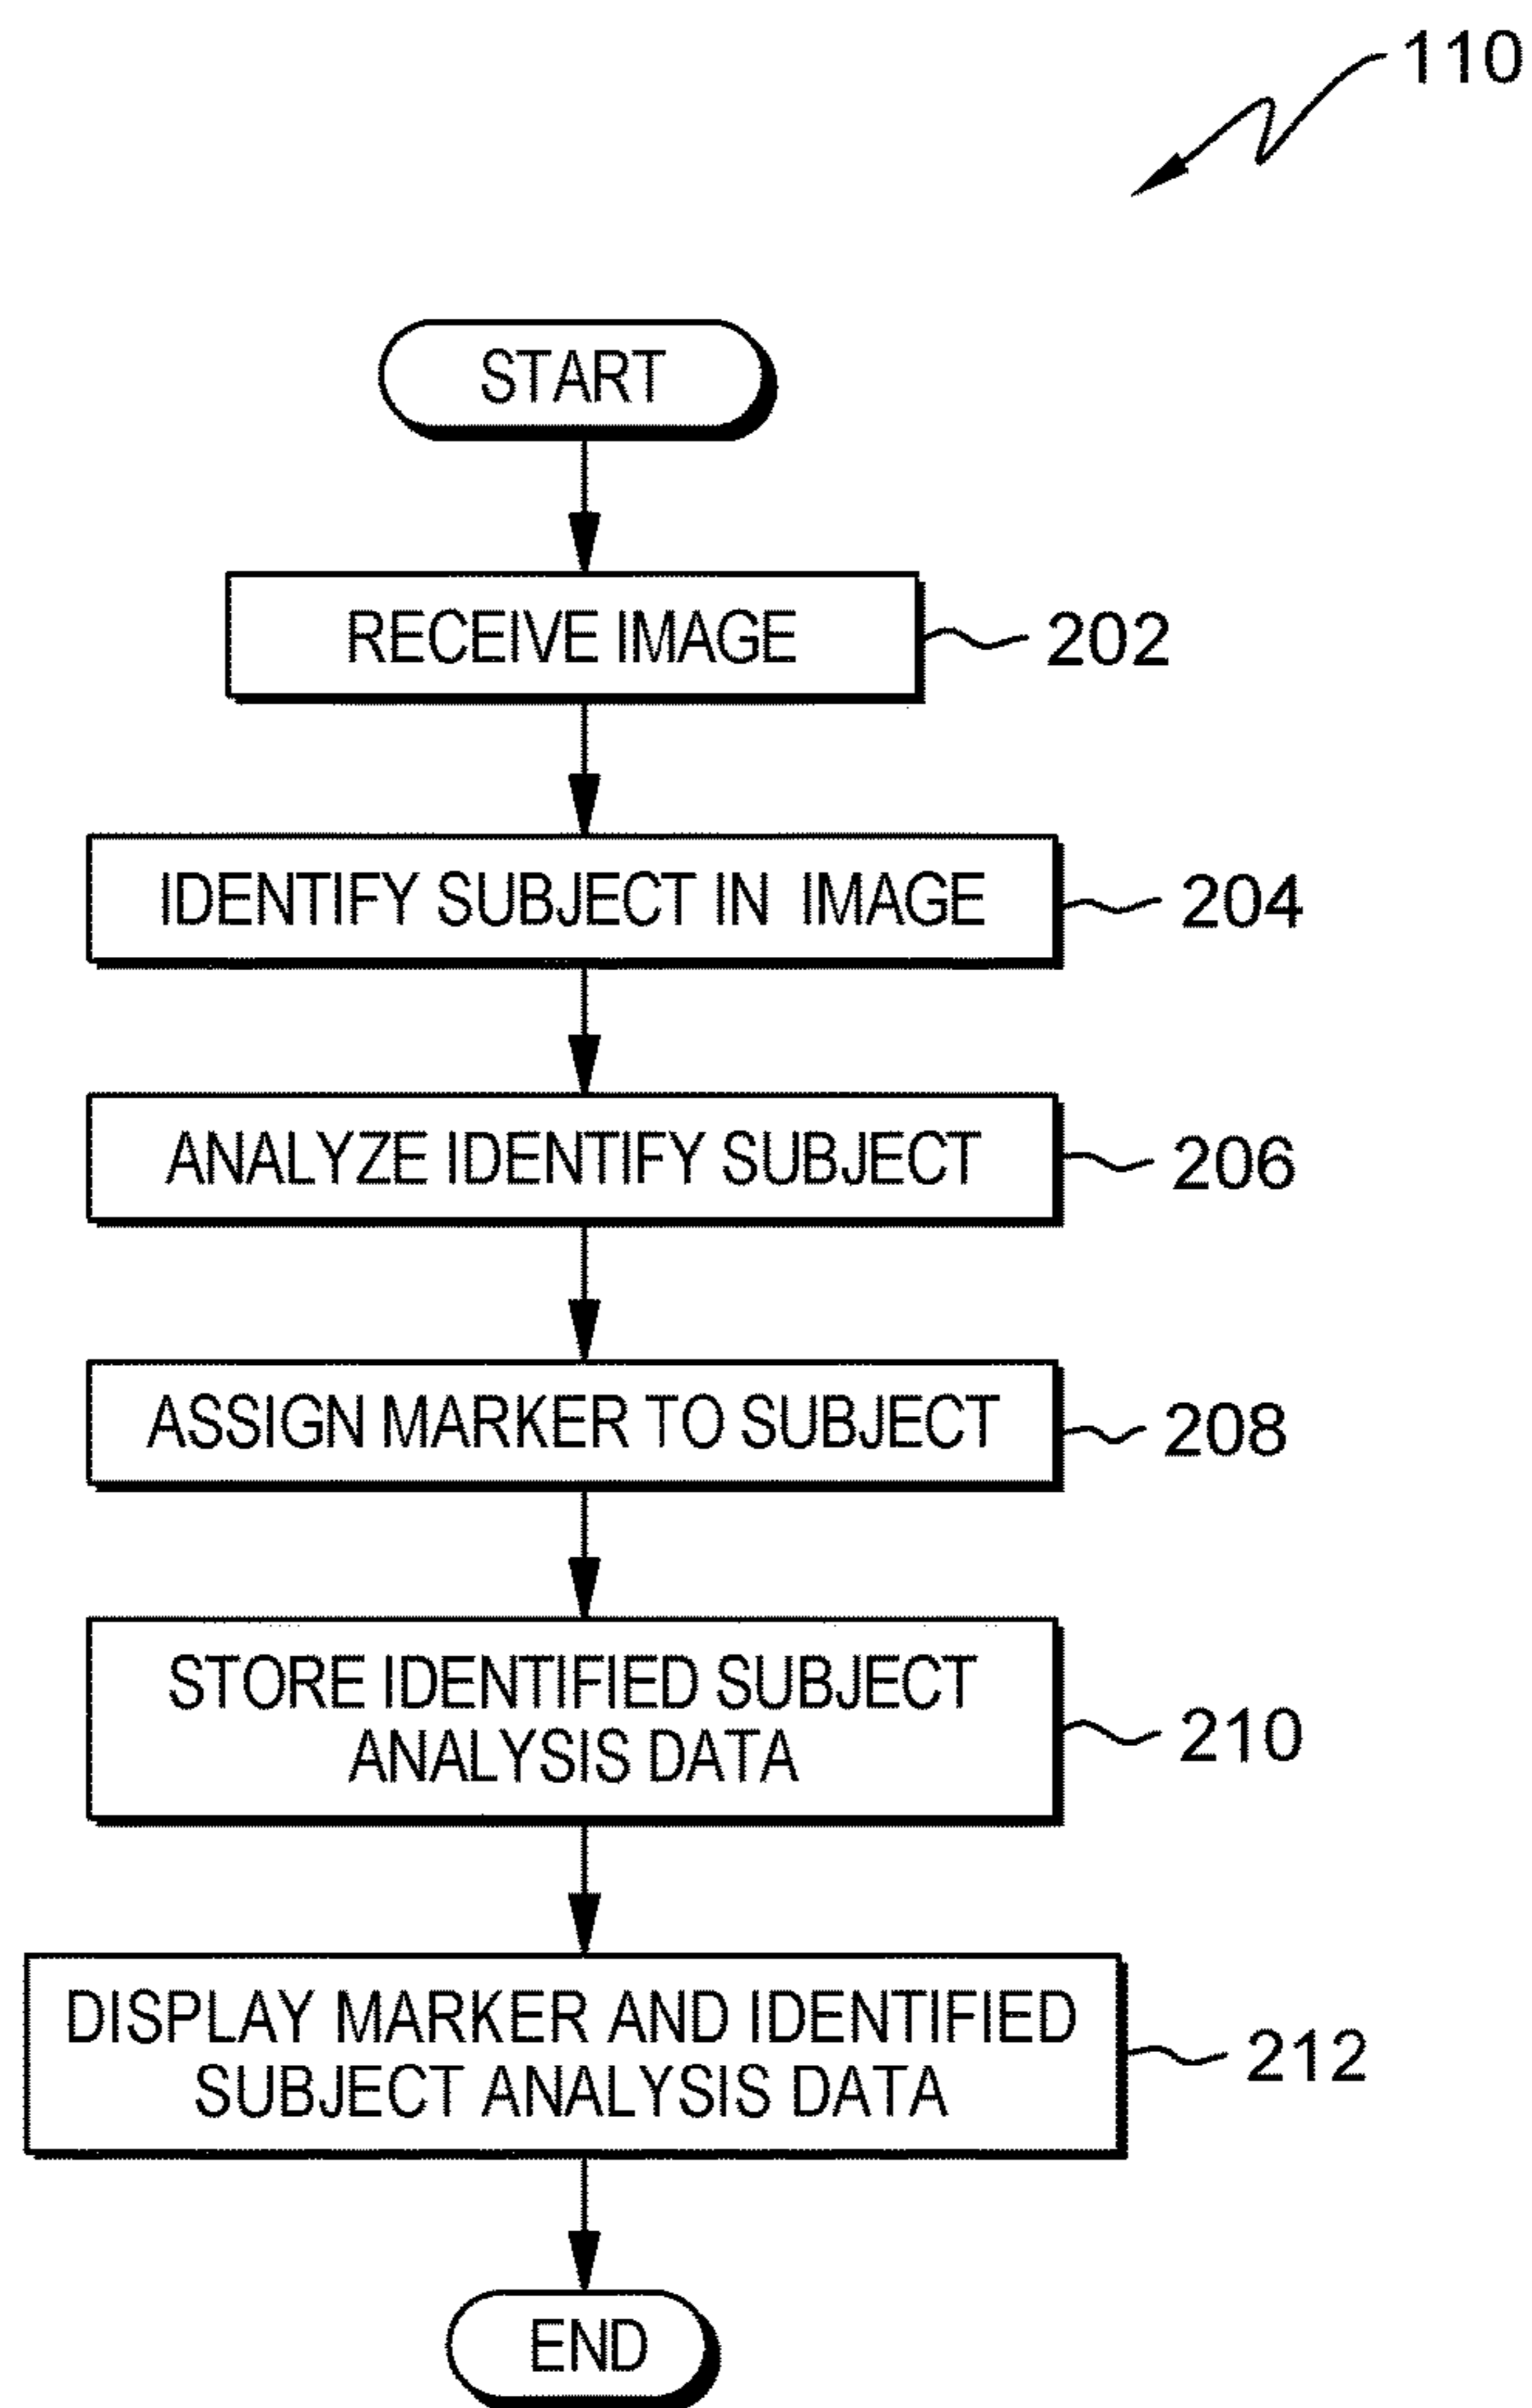 110
START
RECEIVE IMAGE
202
IDENTIFY SUBJECT IN IMAGE
204
ANALYZE IDENTIFY SUBJECT
206
ASSIGN MARKER TO SUBJECT
208
STORE IDENTIFIED SUBJECT
ANALYSIS DATA
210
DISPLAY MARKER AND IDENTIFIED
SUBJECT ANALYSIS DATA
212
END